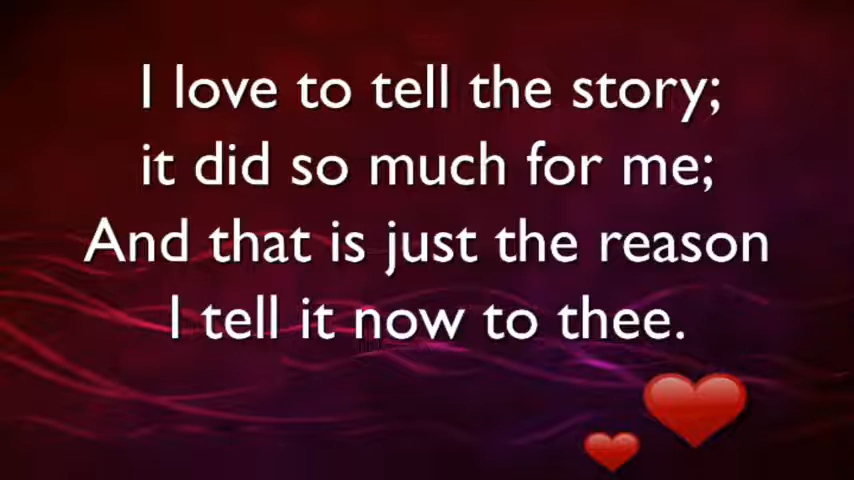 I love to tell the story;
it did so much for me;
And that is just the reason
I tell it now to thee.